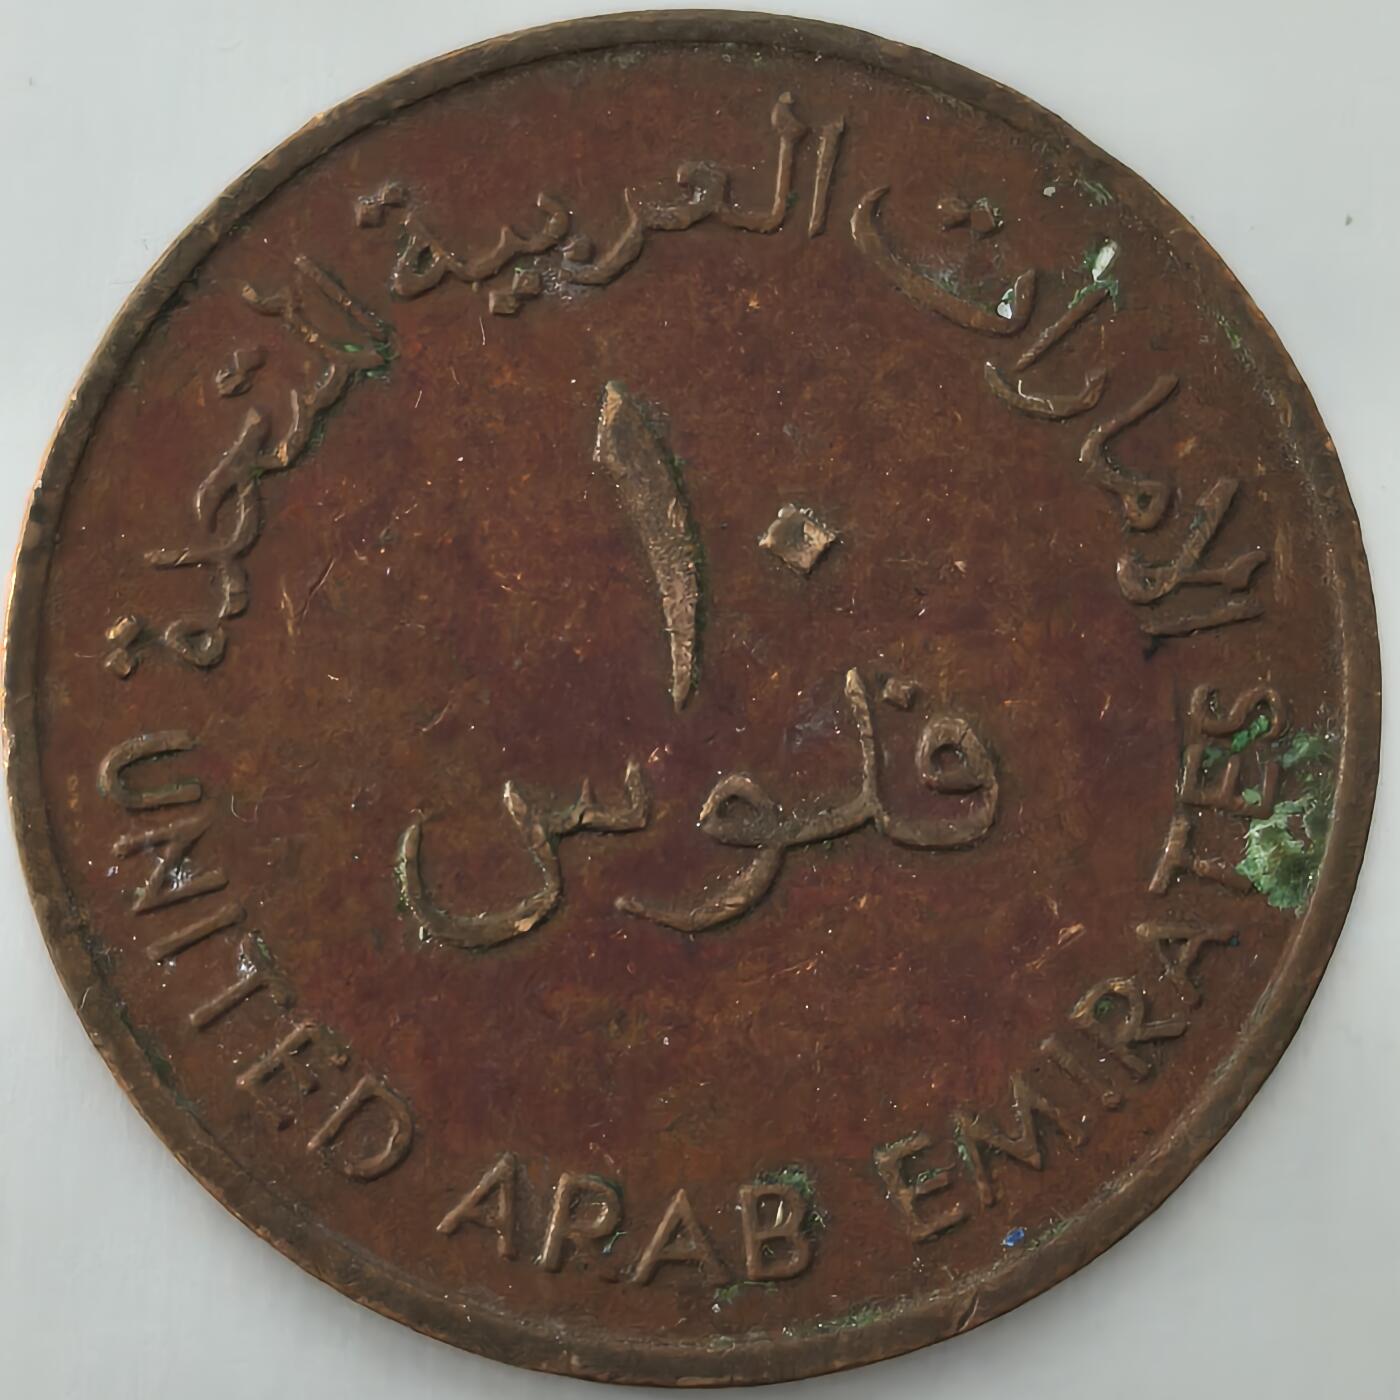 الإمارات العربية المتحدة
١٠
فلوس
UNITED ARAB EMIRATES